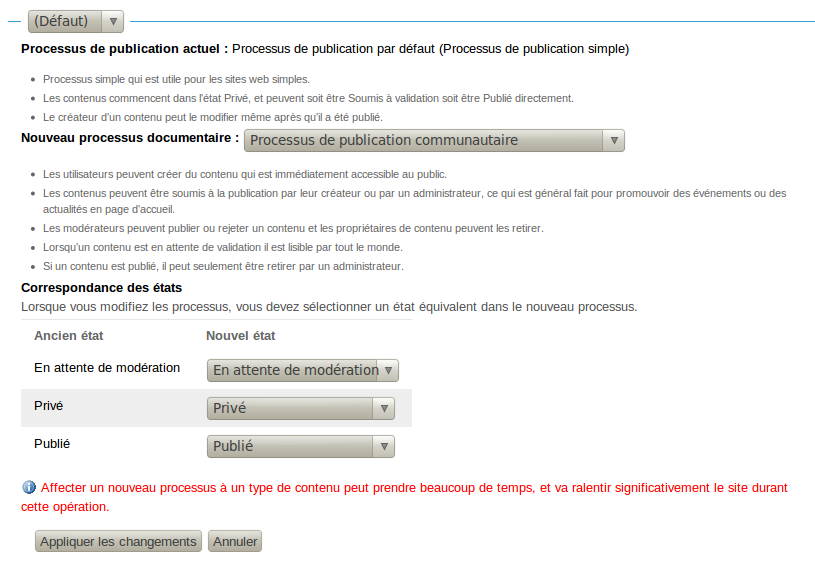 (Défaut)
Processus de publication actuel : Processus de publication par défaut (Processus de publication simple)
Processus simple qui est utile pour les sites web simples.
Les contenus commencent dans l'état Privé, et peuvent soit être Soumis à validation soit être Publié directement.
Le créateur d'un contenu peut le modifier même après qu'il a été publié.
Nouveau processus documentaire : Processus de publication communautaire
Les utilisateurs peuvent créer du contenu qui est immédiatement accessible au public.
Les contenus peuvent être soumis à la publication par leur créateur ou par un administrateur, ce qui est général fait pour promouvoir des événements ou des
actualités en page d'accueil.
Les modérateurs peuvent publier ou rejeter un contenu et les propriétaires de contenu peuvent les retirer.
Lorsqu'un contenu est en attente de validation il est lisible par tout le monde.
Si un contenu est publié, il peut seulement être retirer par un administrateur.
Correspondance des états
Lorsque vous modifiez les processus, vous devez sélectionner un état équivalent dans le nouveau processus.
Ancien état Nouvel état
En attente de modération En attente de modération
Privé Privé
Publié Publié
Affecter un nouveau processus à un type de contenu peut prendre beaucoup de temps, et va ralentir significativement le site durant
cette opération.
Appliquer les changements Annuler